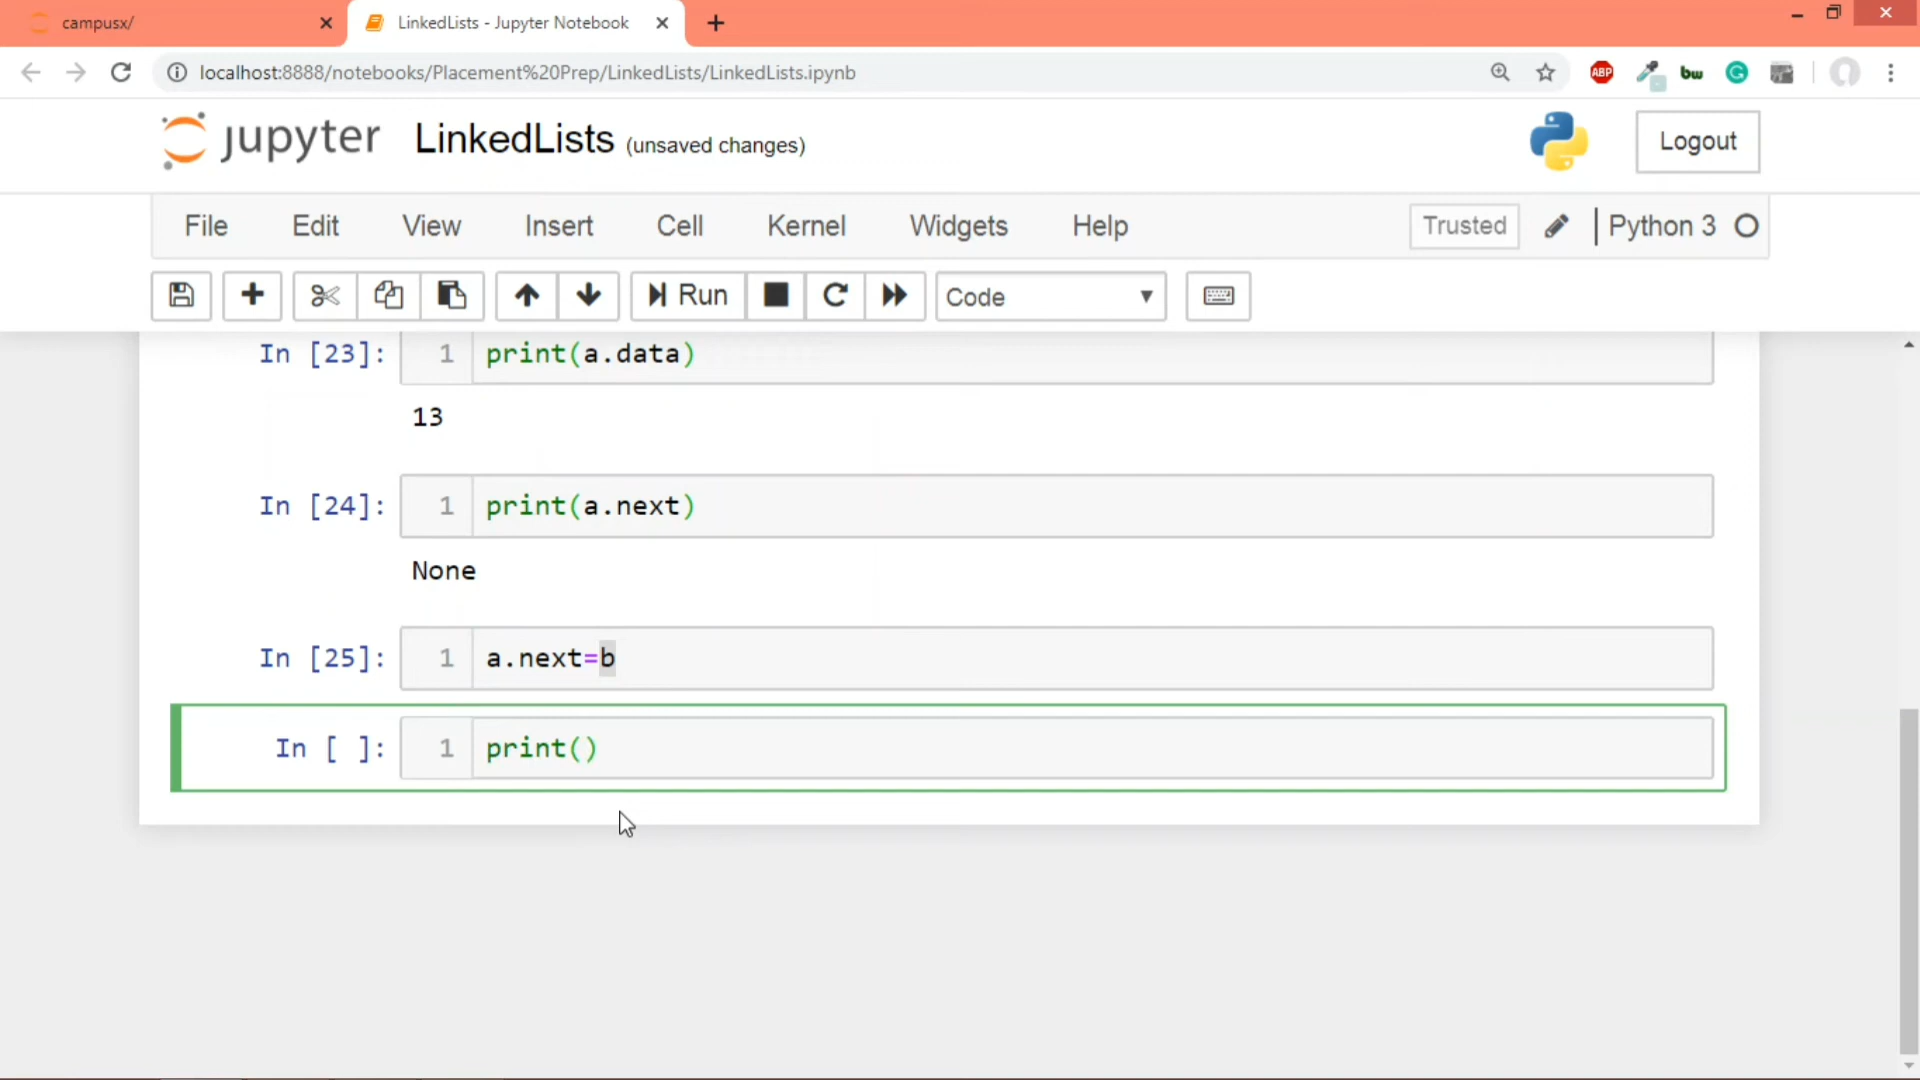 campusx/
LinkedLists - Jupyter Notebook
localhost:8888/notebooks/Placement%20Prep/LinkedLists/LinkedLists.ipynb
ABP
bw
G
jupyter LinkedLists (unsaved changes)
Logout
File Edit View Insert Cell Kernel Widgets Help Trusted Python 3
Run Code
In [23]: 1 print(a.data)
13
In [24]: 1 print(a.next)
None
In [25]: 1 a.next=b
In [ ]: 1 print()